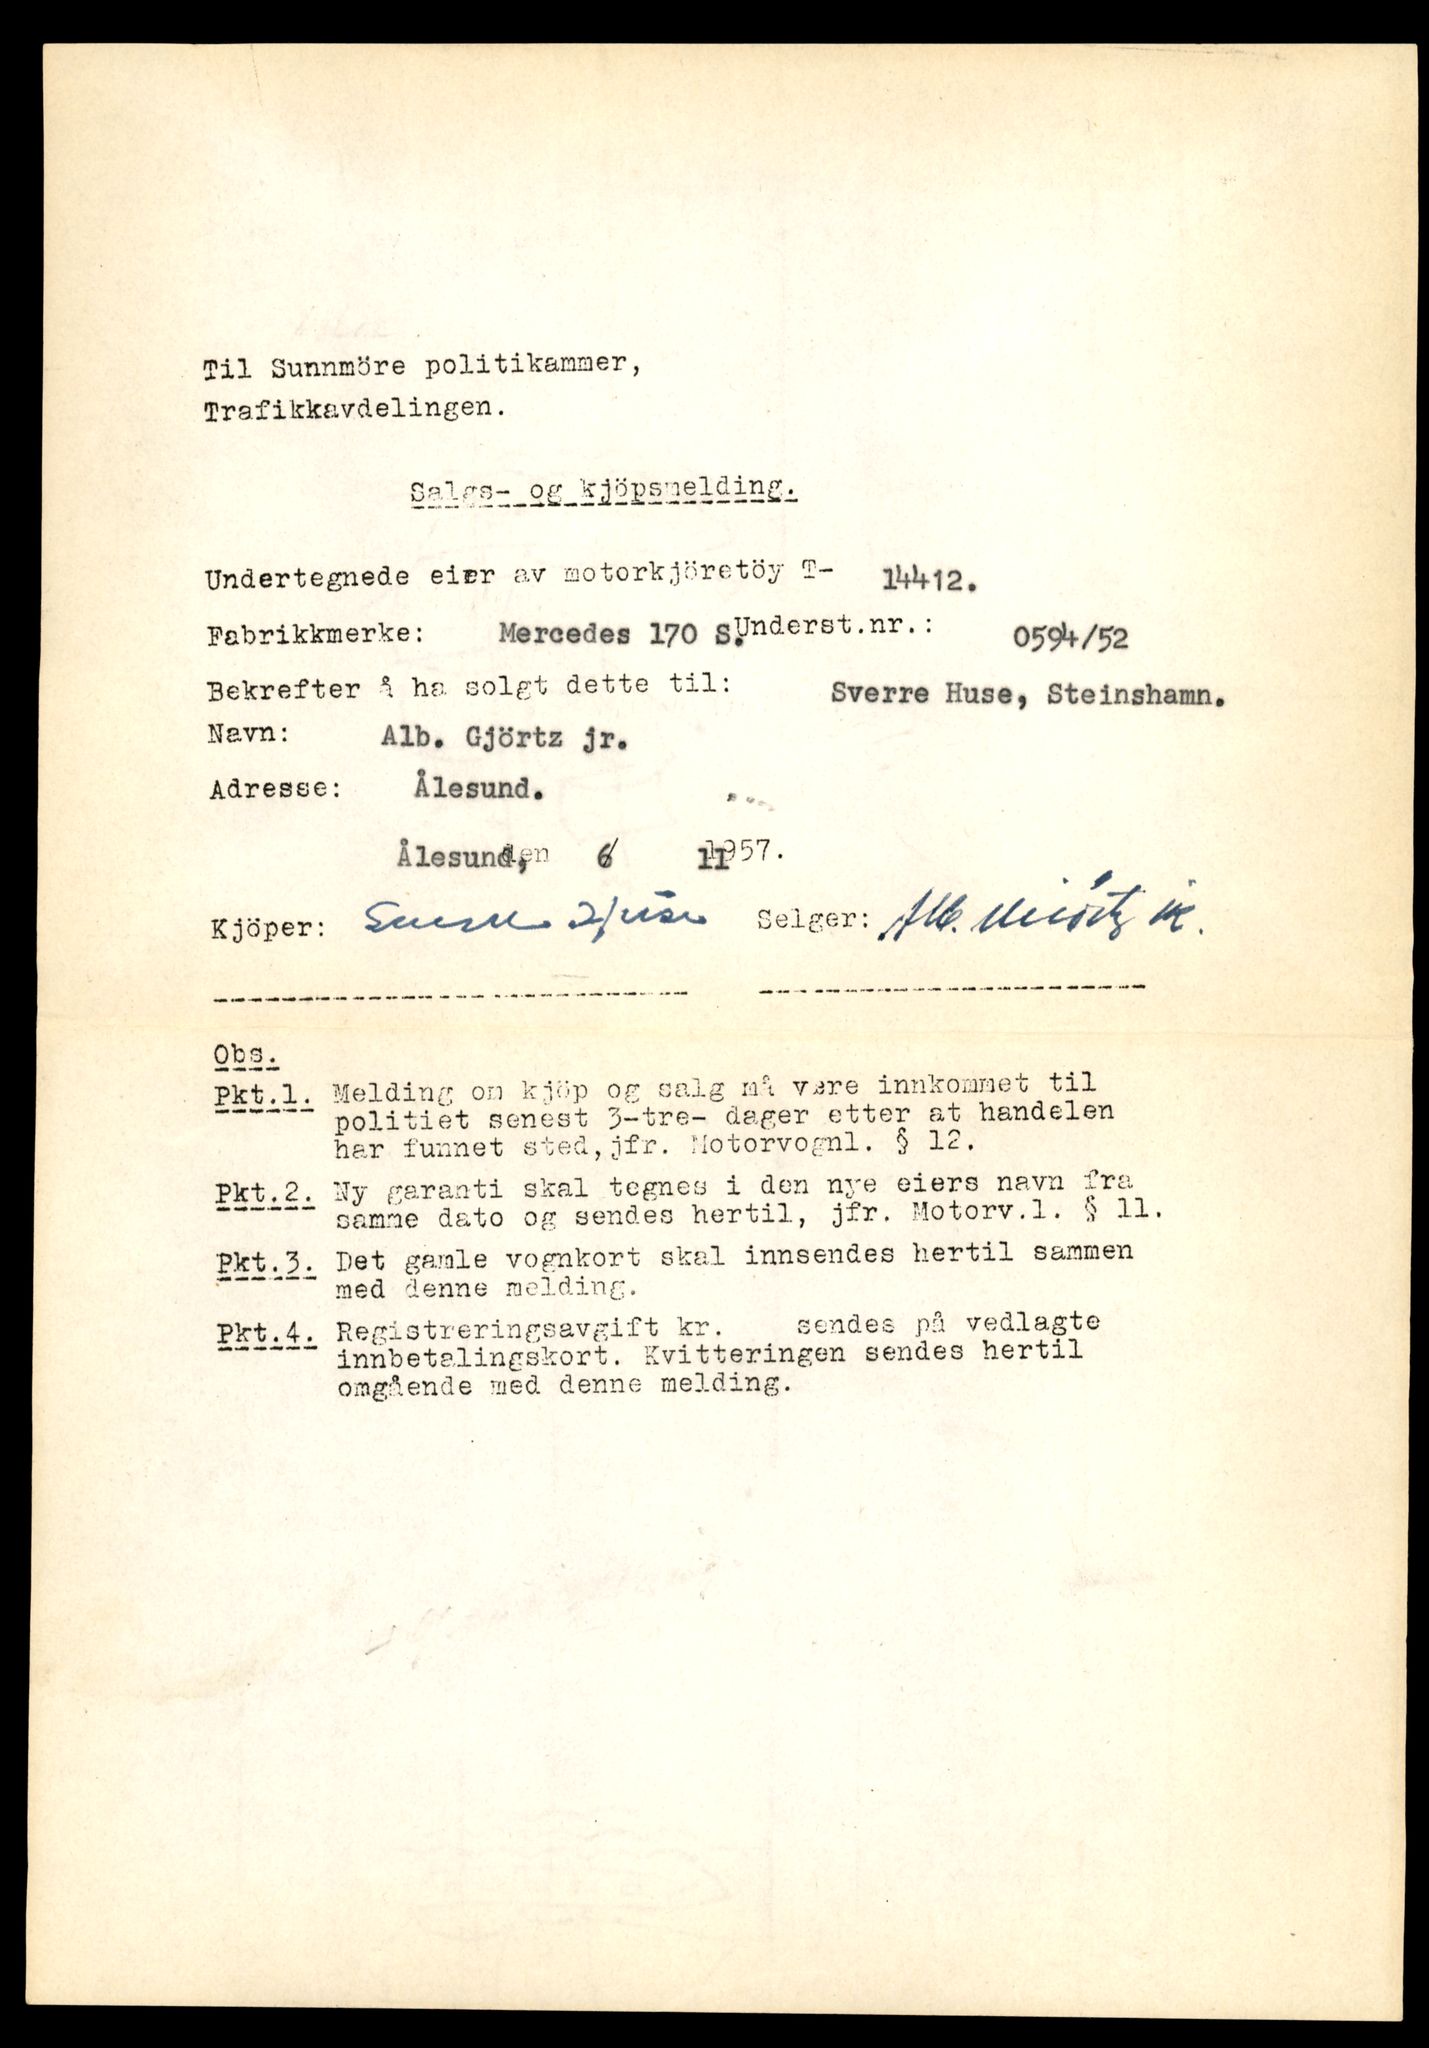 Til Sunnmöre politikammer,
Trafikkavdelingen.
Salgs- og kjöpsmelding.
Undertegnede eier av motorkjöretöy T- 14412.
Fabrikkmerke: Mercedes 170 S. Underst.nr.: 0594/52
Bekrefter å ha solgt dette til: Sverre Huse, Steinshamn.
Navn: Alb. Gjörtz jr.
Adresse: Ålesund.
Ålesund, den 6/ 11 1957.
Kjöper: Sverre Huse Selger: Alb. Gjörtz jr.
Obs.
Pkt.1. Melding om kjöp og salg må være innkommet til
politiet senest 3-tre- dager etter at handelen
har funnet sted, jfr. Motorvognl. § 12.
Pkt.2. Ny garanti skal tegnes i den nye eiers navn fra
samme dato og sendes hertil, jfr. Motorv.l. § 11.
Pkt.3. Det gamle vognkort skal innsendes hertil sammen
med denne melding.
Pkt.4. Registreringsavgift kr. sendes på vedlagte
innbetalingskort. Kvitteringen sendes hertil
omgående med denne melding.